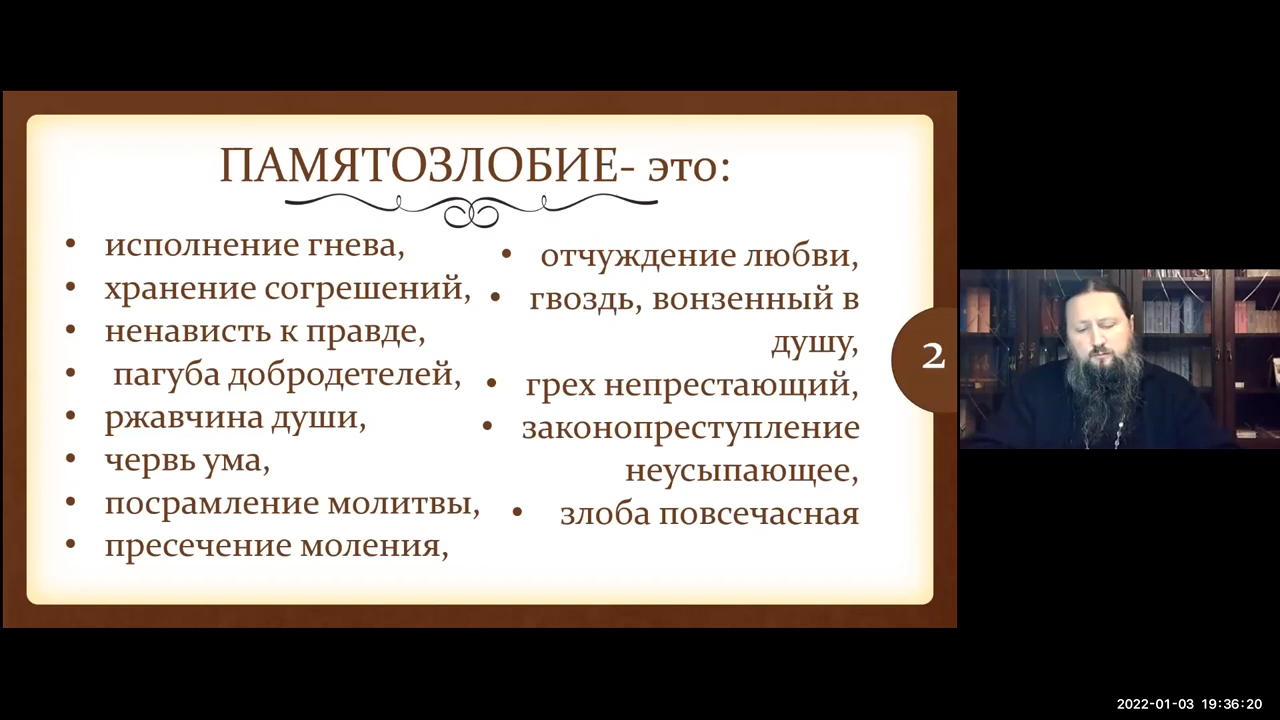 ПАМЯТОЗЛОБИЕ- это:
• исполнение гнева,
• хранение согрешений,
• ненависть к правде,
• пагуба добродетелей,
• ржавчина души,
• червь ума,
• посрамление молитвы,
• пресечение моления,
• отчуждение любви,
• гвоздь, вонзенный в
душу,
• грех непрестающий,
• законопреступление
неусыпающее,
• злоба повсечасная
2
2022-01-03 19:36:20